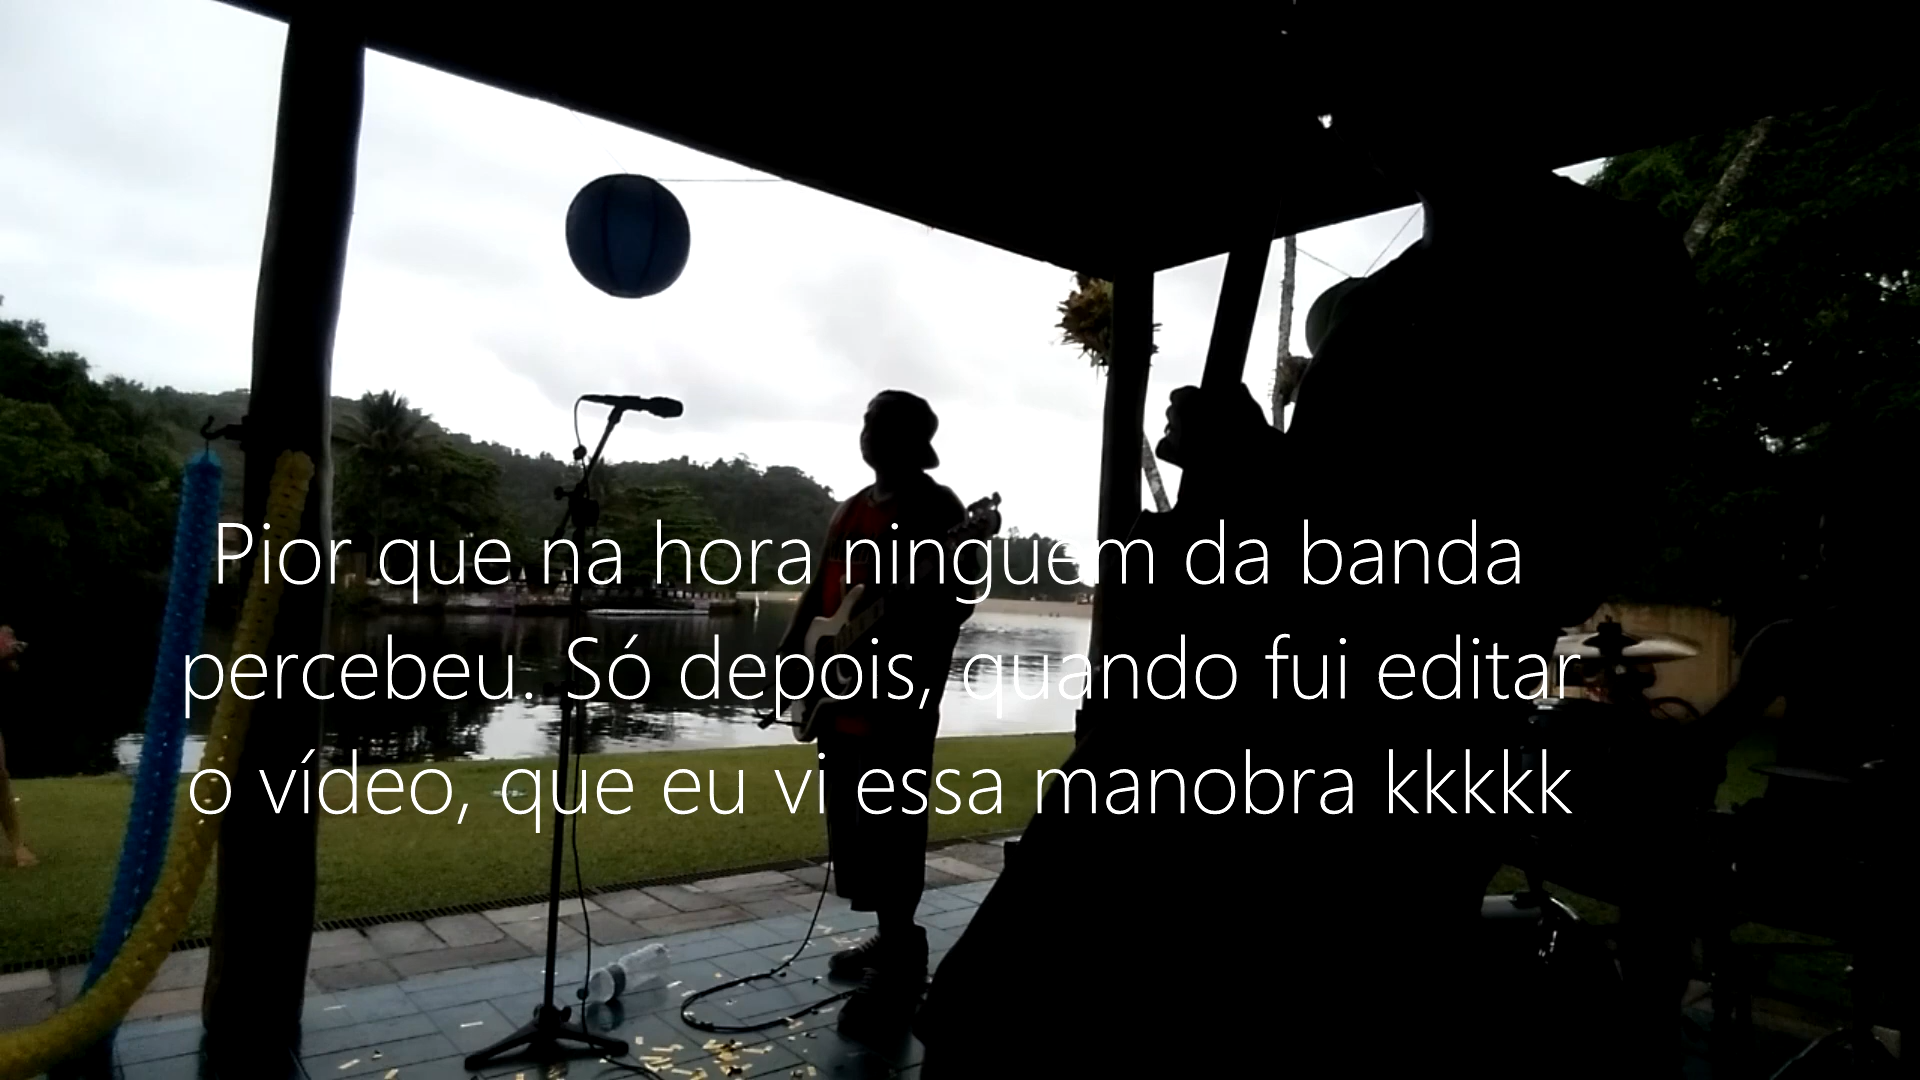 Pior que na hora ninguém da banda
percebeu. Só depois, quando fui editar
o vídeo, que eu vi essa manobra kkkkk